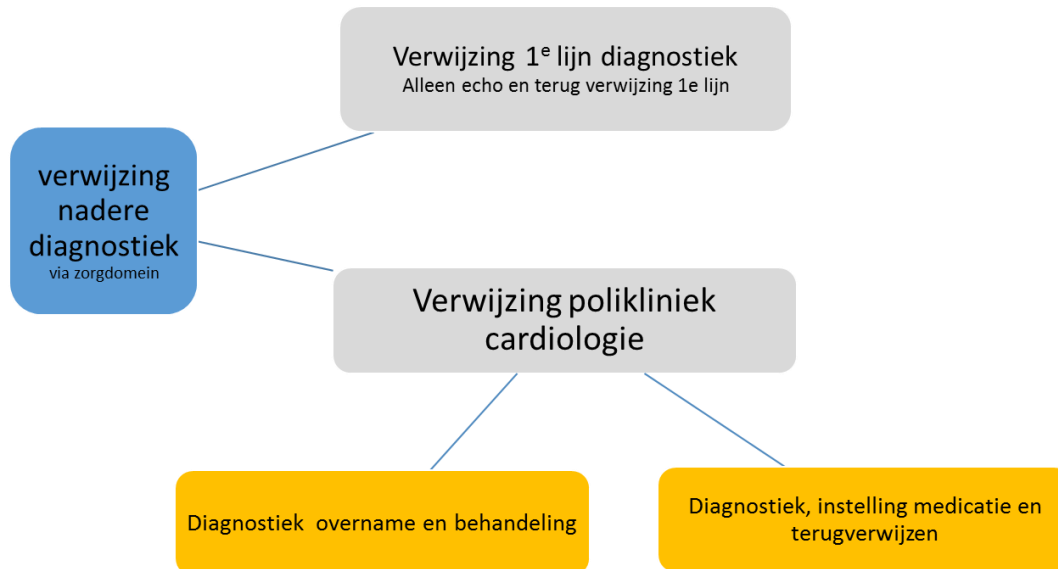 Verwijzing 1e lijn diagnostiek
Alleen echo en terug verwijzing 1e lijn
verwijzing
nadere
diagnostiek
via zorgdomein
Verwijzing polikliniek
cardiologie
Diagnostiek overname en behandeling
Diagnostiek, instelling medicatie en
terugverwijzen